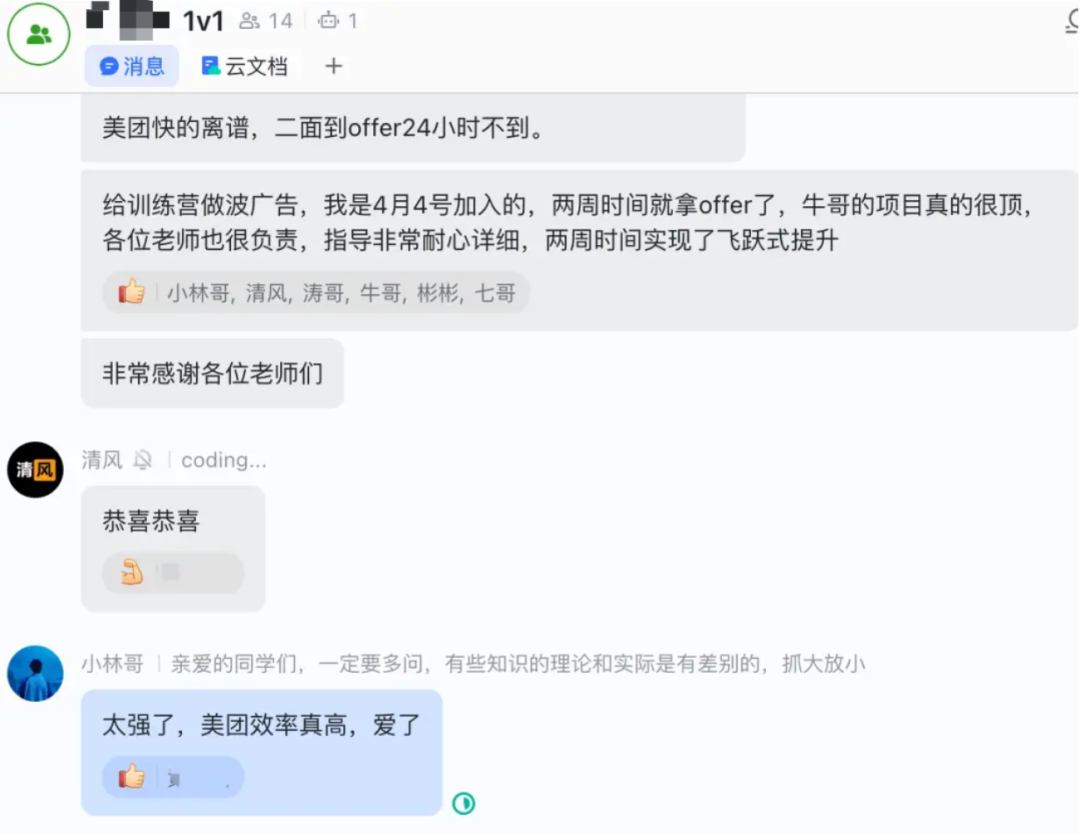 1v1 14 1
消息 云文档
美团快的离谱，二面到offer24小时不到。
给训练营做波广告，我是4月4号加入的，两周时间就拿offer了，牛哥的项目真的很顶，
各位老师也很负责，指导非常耐心详细，两周时间实现了飞跃式提升
小林哥, 清风, 涛哥, 牛哥, 彬彬, 七哥
非常感谢各位老师们
清风
清风 coding...
恭喜恭喜
小林哥 亲爱的同学们，一定要多问，有些知识的理论和实际是有差别的，抓大放小
太强了，美团效率真高，爱了